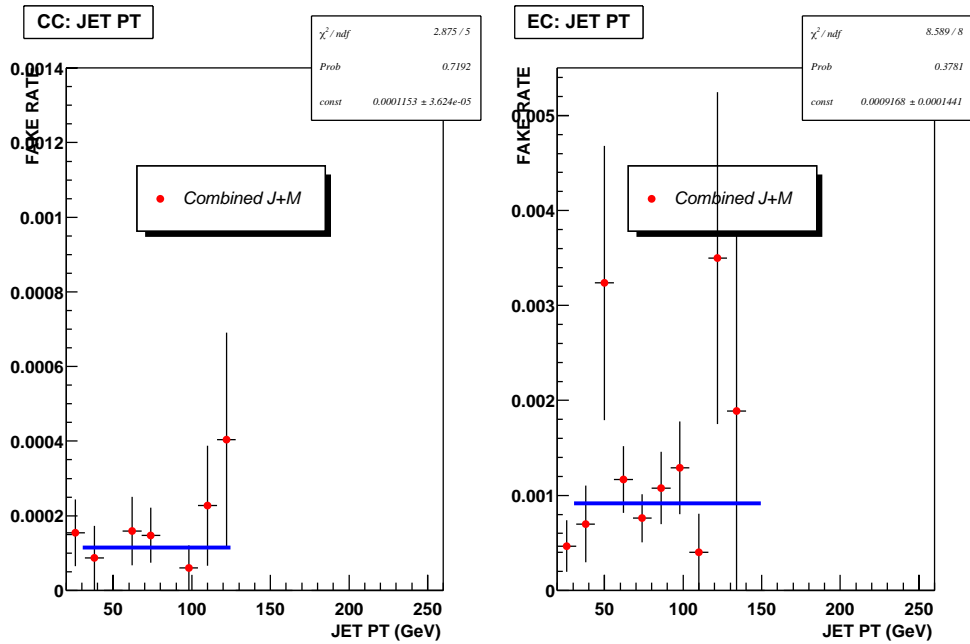 CC: JET PT
χ² / ndf 2.875 / 5
Prob 0.7192
const 0.0001153 ± 3.624e-05
FAKE RATE
0.0014
0.0012
0.001
0.0008
0.0006
0.0004
0.0002
0
Combined J+M
50 100 150 200 250
JET PT (GeV)
EC: JET PT
χ² / ndf 8.589 / 8
Prob 0.3781
const 0.0009168 ± 0.0001441
FAKE RATE
0.005
0.004
0.003
0.002
0.001
0
Combined J+M
50 100 150 200 250
JET PT (GeV)